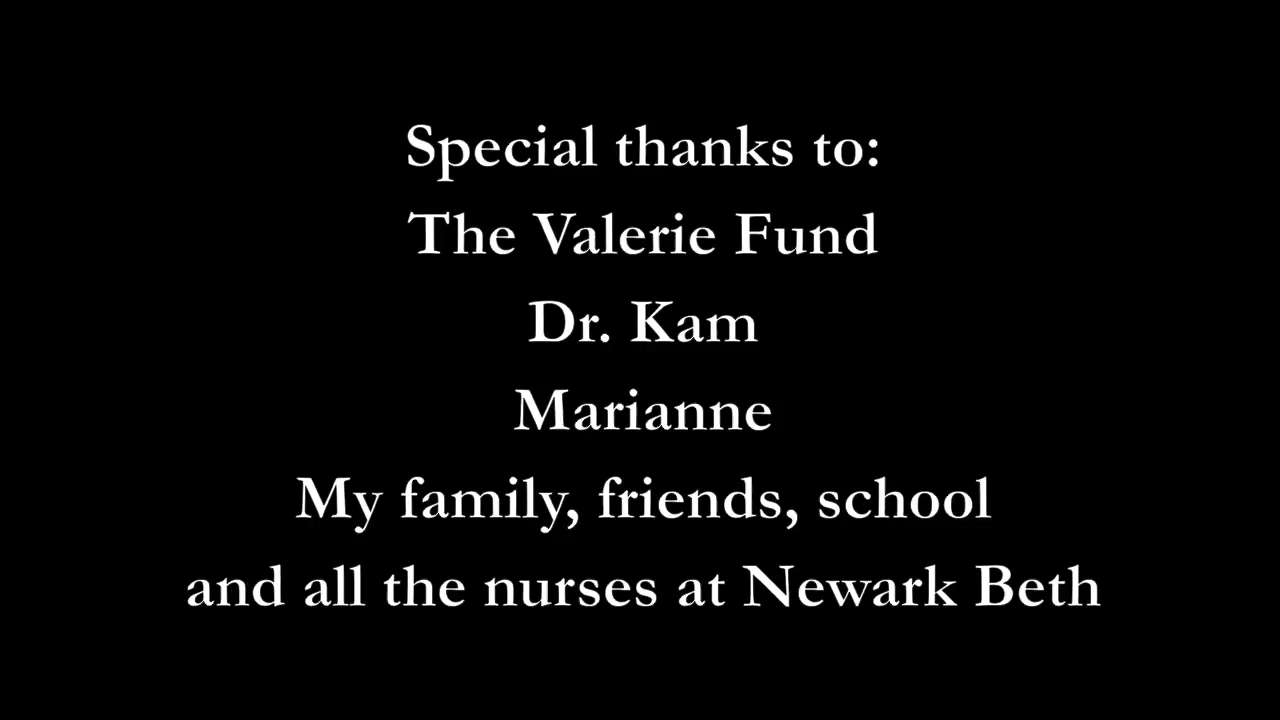 Special thanks to:
The Valerie Fund
Dr. Kam
Marianne
My family, friends, school
and all the nurses at Newark Beth